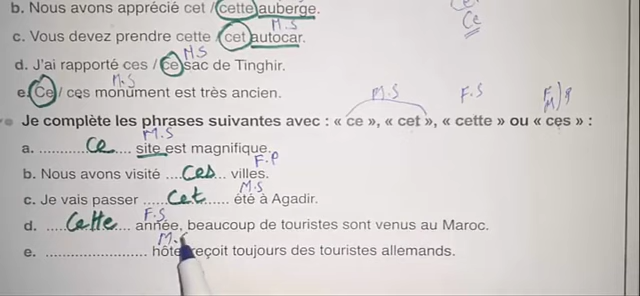 b. Nous avons apprécié cet / cette auberge.
Ce
M.S
c. Vous devez prendre cette / cet autocar.
M.S
d. J'ai rapporté ces / ce sac de Tinghir.
M.S
e. Ce / ces monument est très ancien.
M.S F.S F M) P
Je complète les phrases suivantes avec : « ce », « cet », « cette » ou « ces » :
M.S
a. ........ce.... site est magnifique.
F.P
b. Nous avons visité ....ces.. villes.
M.S
c. Je vais passer ......cet...... été à Agadir.
F.S
d. ....Cette... année, beaucoup de touristes sont venus au Maroc.
M.S
e. ........................ hôte reçoit toujours des touristes allemands.